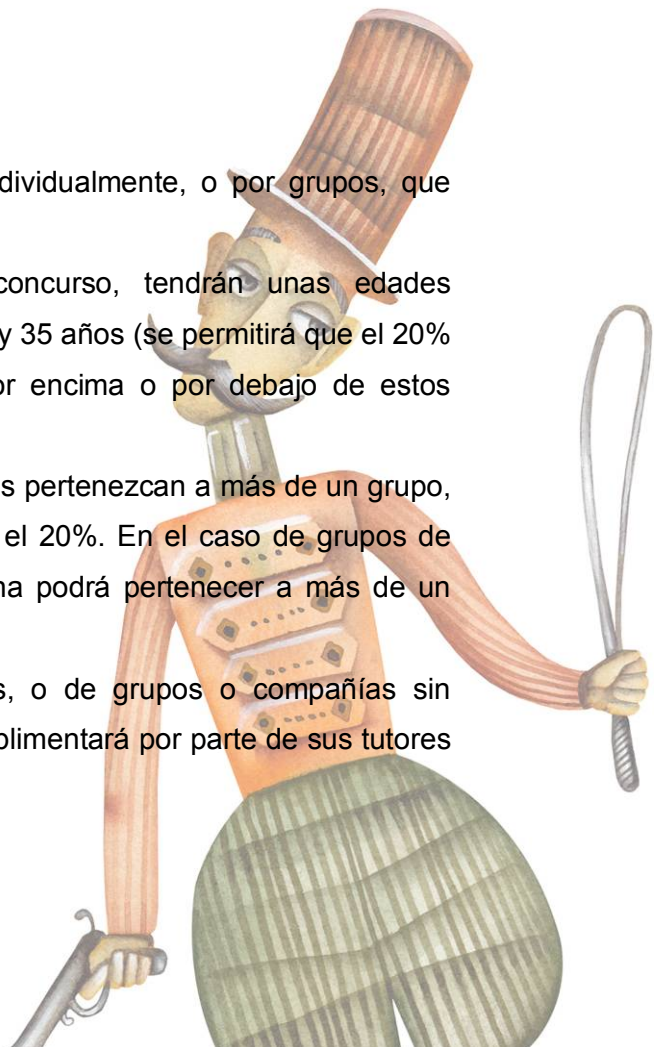 dividualmente, o por grupos, que
concurso, tendrán unas edades
y 35 años (se permitirá que el 20%
or encima o por debajo de estos
s pertenezcan a más de un grupo,
el 20%. En el caso de grupos de
na podrá pertenecer a más de un
s, o de grupos o compañías sin
plimentará por parte de sus tutores